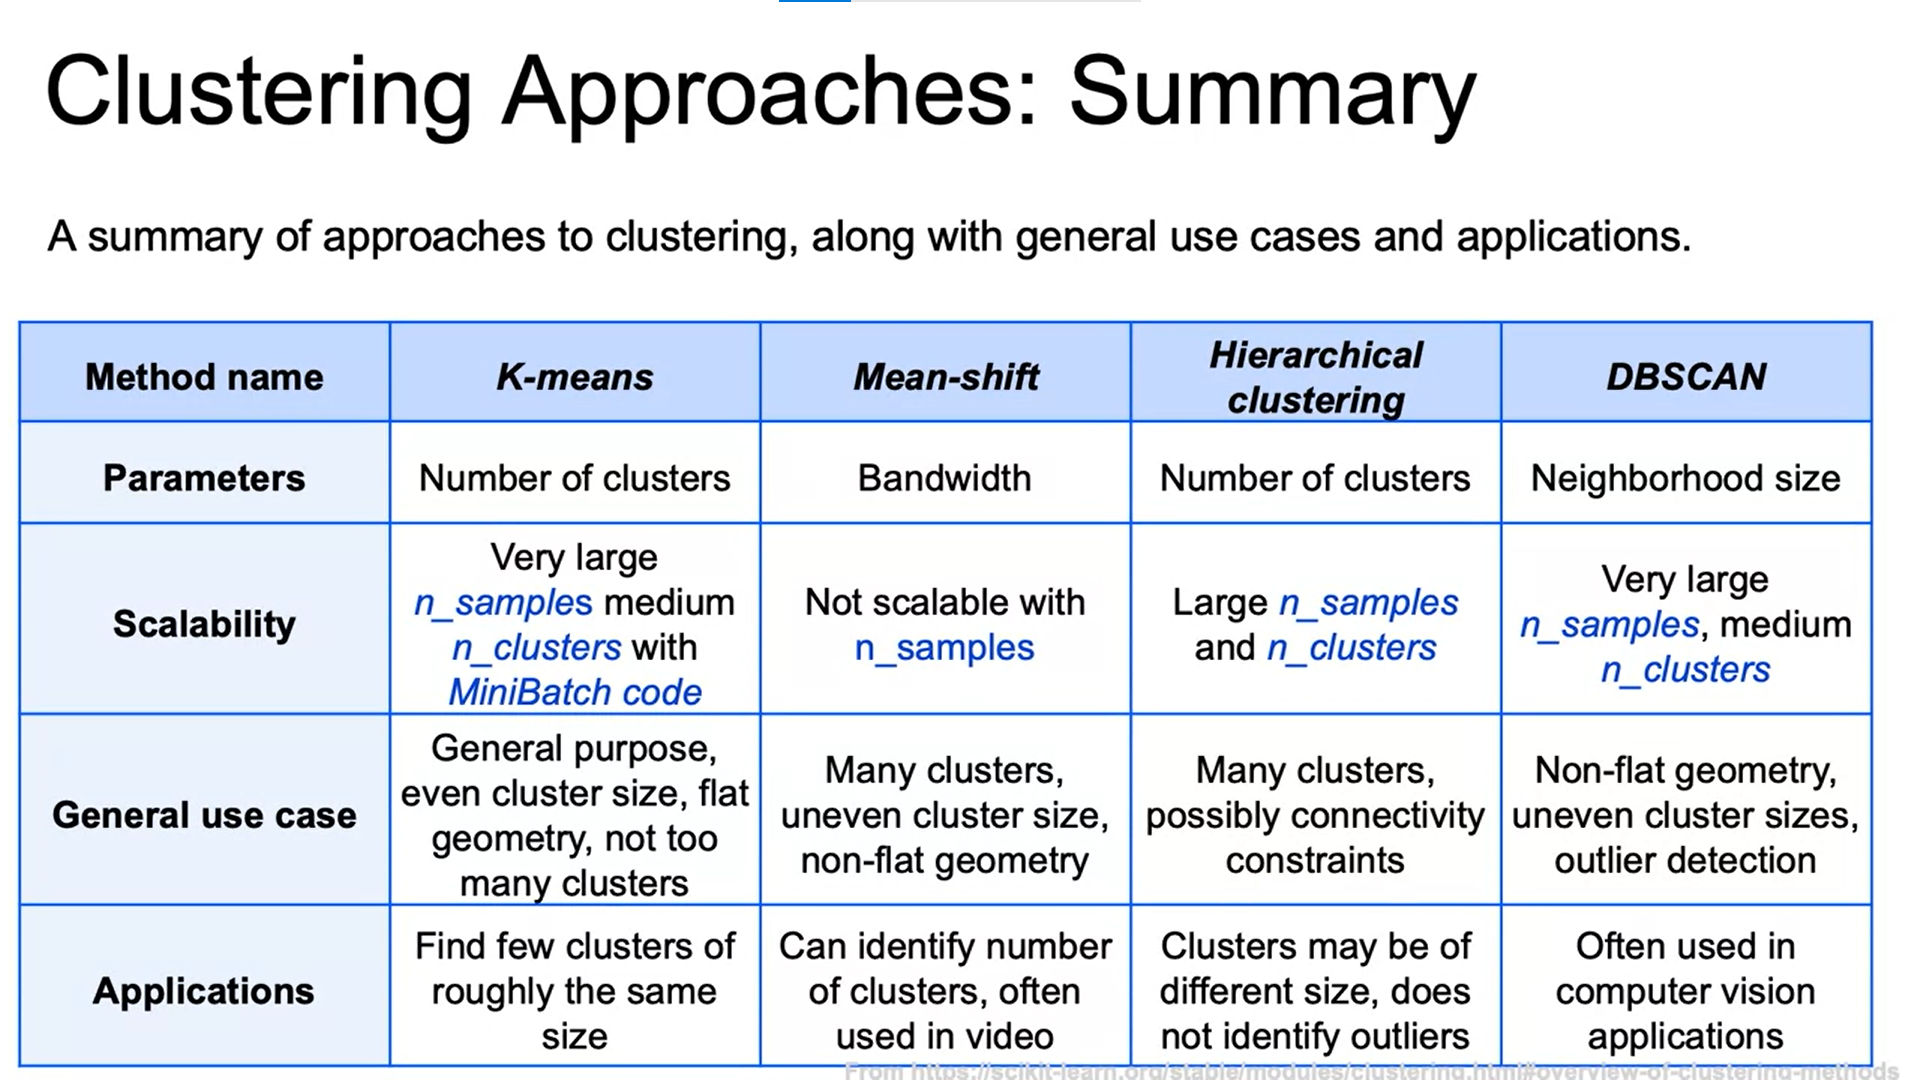 Clustering Approaches: Summary
A summary of approaches to clustering, along with general use cases and applications.
Method name
K-means
Mean-shift
Hierarchical
clustering
DBSCAN
Parameters
Number of clusters
Bandwidth
Number of clusters
Neighborhood size
Scalability
Very large
n_samples medium
n_clusters with
MiniBatch code
Not scalable with
n_samples
Large n_samples
and n_clusters
Very large
n_samples, medium
n_clusters
General use case
General purpose,
even cluster size, flat
geometry, not too
many clusters
Many clusters,
uneven cluster size,
non-flat geometry
Many clusters,
possibly connectivity
constraints
Non-flat geometry,
uneven cluster sizes,
outlier detection
Applications
Find few clusters of
roughly the same
size
Can identify number
of clusters, often
used in video
Clusters may be of
different size, does
not identify outliers
Often used in
computer vision
applications
From https://scikit-learn.org/stable/modules/clustering.html#overview-of-clustering-methods